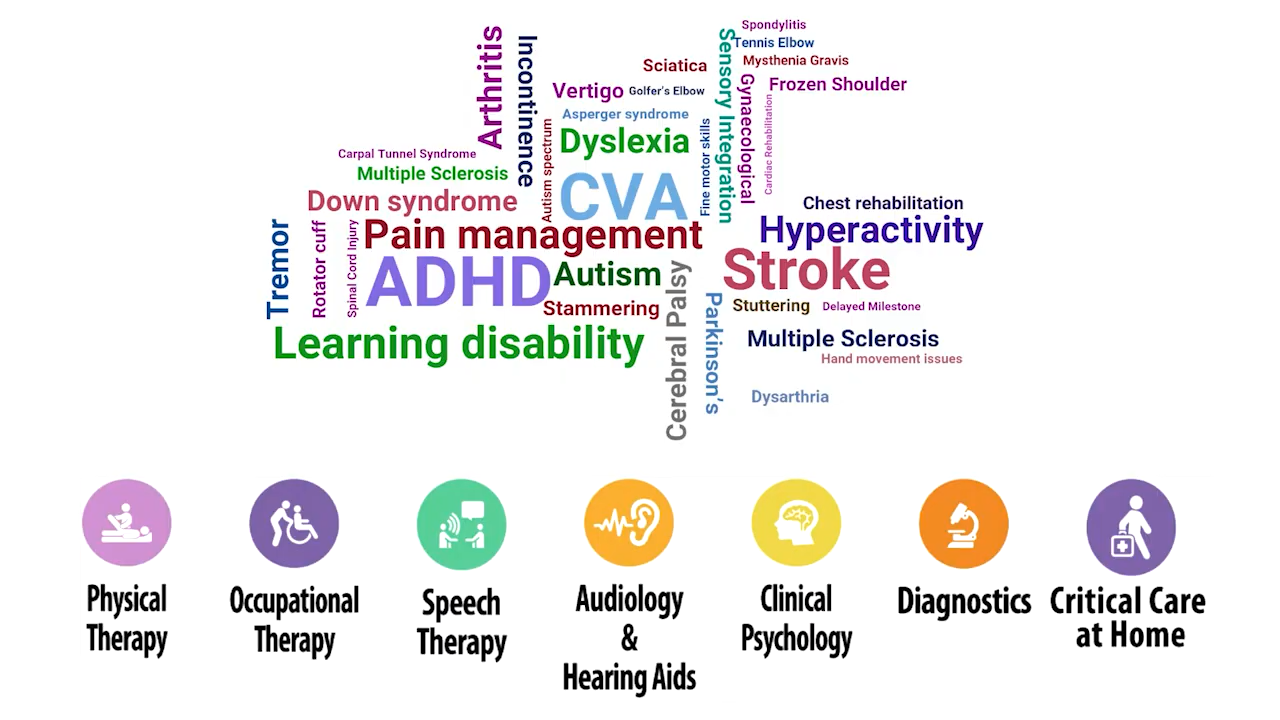 Spondylitis
Tennis Elbow
Mysthenia Gravis
Sciatica
Frozen Shoulder
Vertigo
Golfer's Elbow
Asperger syndrome
Arthritis
Incontinence
Sensory Integration
Gynaecological
Cardiac Rehabilitation
Autism spectrum
Dyslexia
Fine motor skills
Carpal Tunnel Syndrome
Multiple Sclerosis
Down syndrome
CVA
Chest rehabilitation
Hyperactivity
Tremor
Rotator cuff
Spinal Cord Injury
Pain management
ADHD
Autism
Stroke
Stammering
Cerebral Palsy
Parkinson's
Stuttering
Delayed Milestone
Learning disability
Multiple Sclerosis
Hand movement issues
Dysarthria
Physical
Therapy
Occupational
Therapy
Speech
Therapy
Audiology
&
Hearing Aids
Clinical
Psychology
Diagnostics
Critical Care
at Home